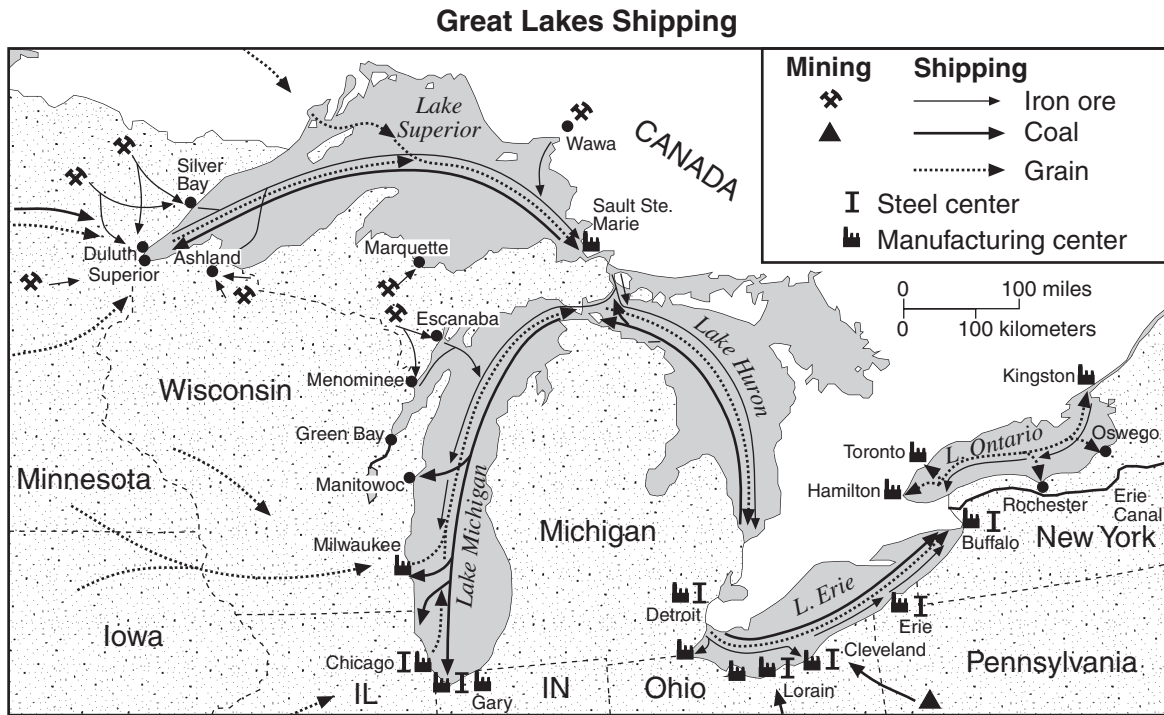 Great Lakes Shipping
Mining Shipping
Iron ore
Coal
Grain
Steel center
Manufacturing center
0 100 miles
0 100 kilometers
Lake
Superior
CANADA
Wawa
Silver
Bay
Sault Ste.
Marie
Duluth
Superior
Ashland
Marquette
Escanaba
Wisconsin
Menominee
Lake Huron
Kingston
Green Bay
Toronto
L. Ontario
Oswego
Minnesota
Manitowoc
Hamilton
Rochester
Erie
Canal
Lake Michigan
Michigan
Milwaukee
Buffalo
New York
L. Erie
Detroit
Erie
Iowa
Cleveland
Chicago
Pennsylvania
IL
Gary
IN
Ohio
Lorain